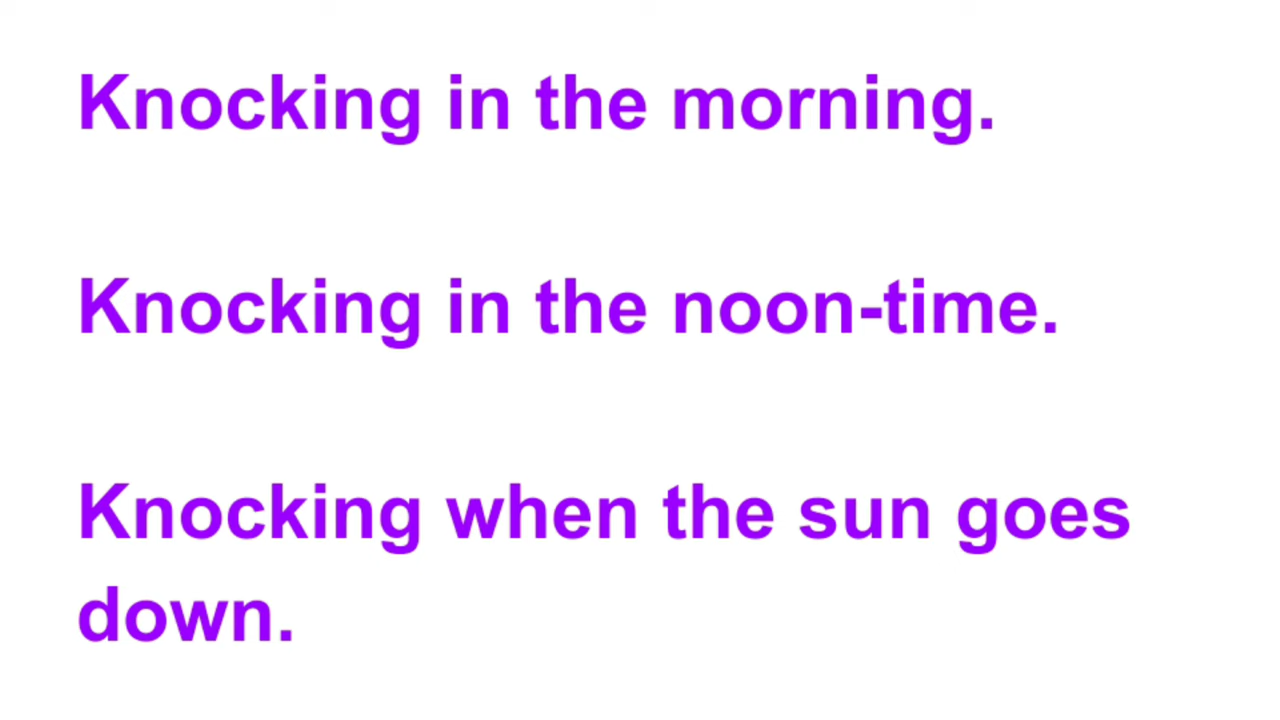 Knocking in the morning.
Knocking in the noon-time.
Knocking when the sun goes
down.